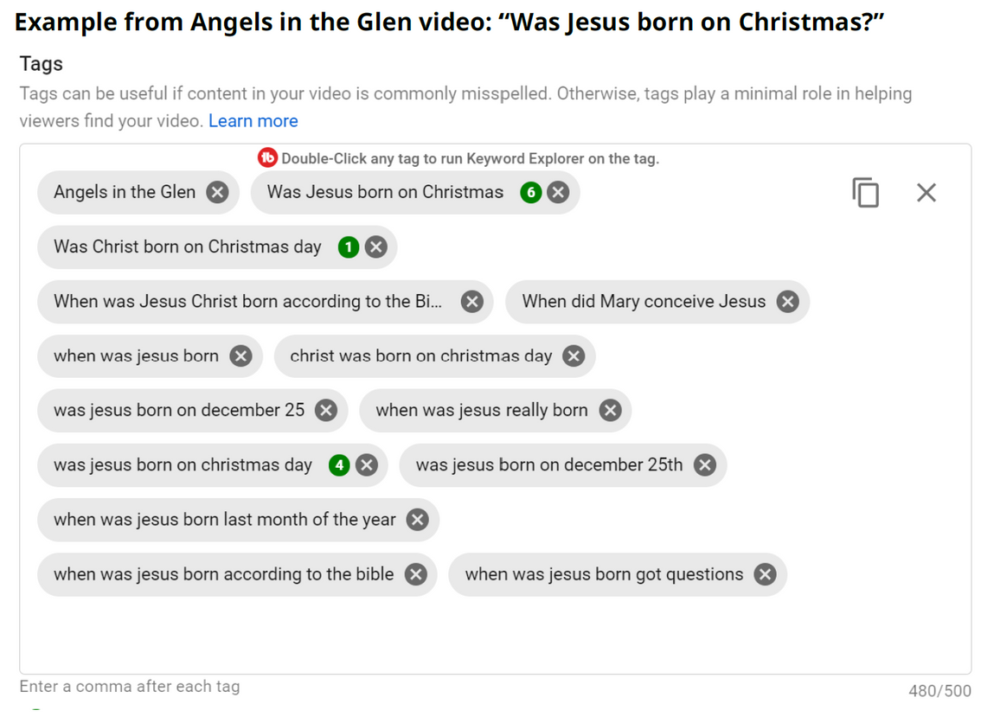 Example from Angels in the Glen video: “Was Jesus born on Christmas?”
Tags
Tags can be useful if content in your video is commonly misspelled. Otherwise, tags play a minimal role in helping
viewers find your video. Learn more
tb Double-Click any tag to run Keyword Explorer on the tag.
Angels in the Glen Was Jesus born on Christmas 6
Was Christ born on Christmas day 1
When was Jesus Christ born according to the Bi... When did Mary conceive Jesus
when was jesus born christ was born on christmas day
was jesus born on december 25 when was jesus really born
was jesus born on christmas day 4 was jesus born on december 25th
when was jesus born last month of the year
when was jesus born according to the bible when was jesus born got questions
Enter a comma after each tag 480/500